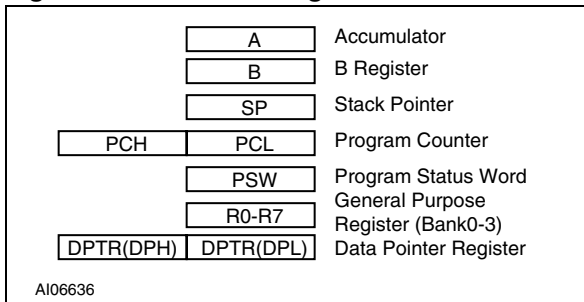 A Accumulator
B B Register
SP Stack Pointer
PCH PCL Program Counter
PSW Program Status Word
R0-R7 General Purpose
Register (Bank0-3)
DPTR(DPH) DPTR(DPL) Data Pointer Register
AI06636